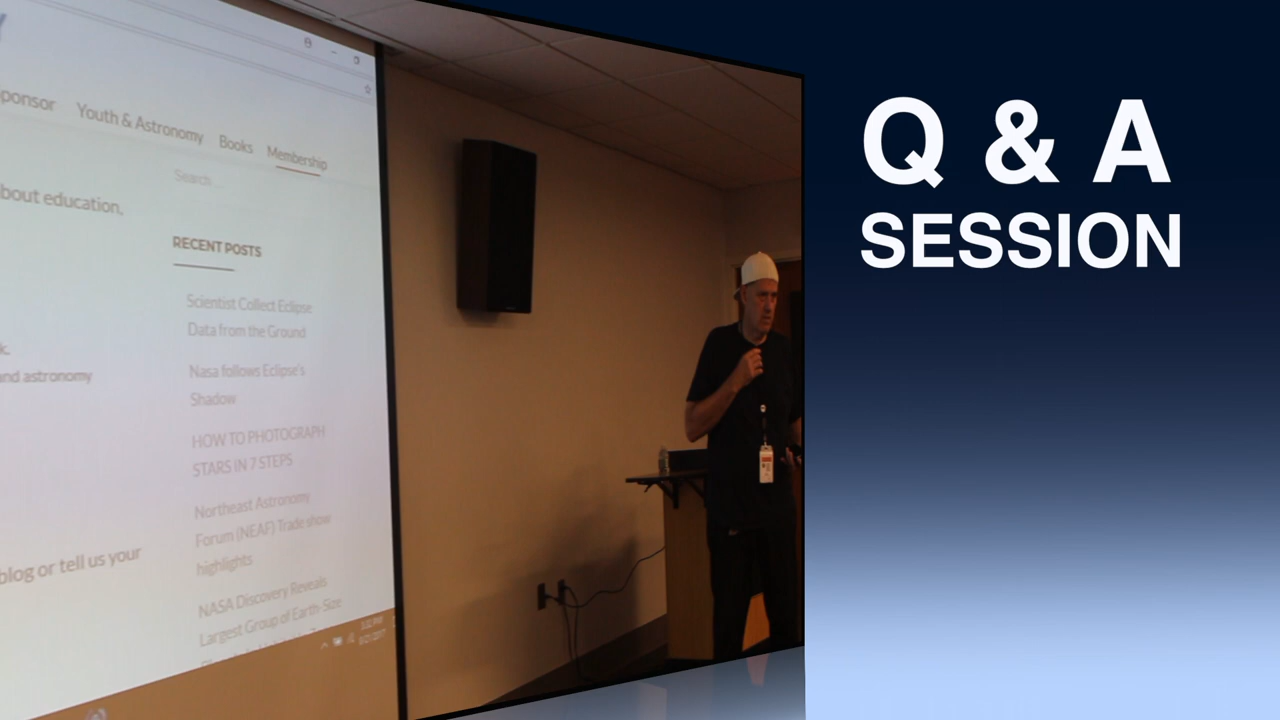 Q & A
SESSION
ponsor Youth & Astronomy Books Membership
Search
bout education,
RECENT POSTS
Scientist Collect Eclipse
Data from the Ground
k.
nd astronomy
Nasa follows Eclipse's
Shadow
HOW TO PHOTOGRAPH
STARS IN 7 STEPS
Northeast Astronomy
Forum (NEAF) Trade show
highlights
blog or tell us your
NASA Discovery Reveals
Largest Group of Earth-Size